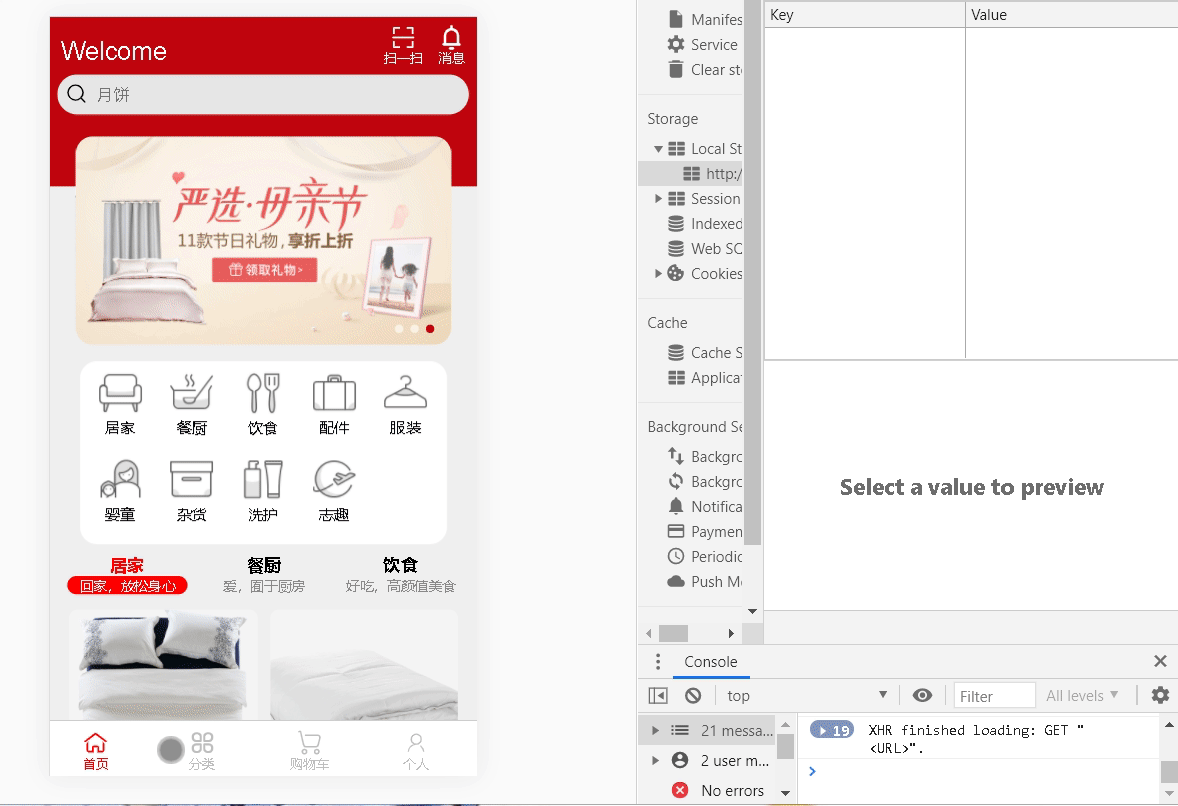 Welcome
扫一扫
消息
月饼
严选·母亲节
11款节日礼物,享折上折
领取礼物>
居家
餐厨
饮食
配件
服装
婴童
杂货
洗护
志趣
居家
餐厨
饮食
回家，放松身心
爱，囿于厨房
好吃，高颜值美食
首页
分类
购物车
个人
Manifes
Service
Clear st
Storage
Local St
http:/
Session
Indexed
Web SQ
Cookies
Cache
Cache S
Applicat
Background Se
Backgro
Backgro
Notifica
Paymen
Periodic
Push Me
Key
Value
Select a value to preview
Console
top
Filter
All levels
21 messa...
2 user m...
No errors
19
XHR finished loading: GET "
<URL>".